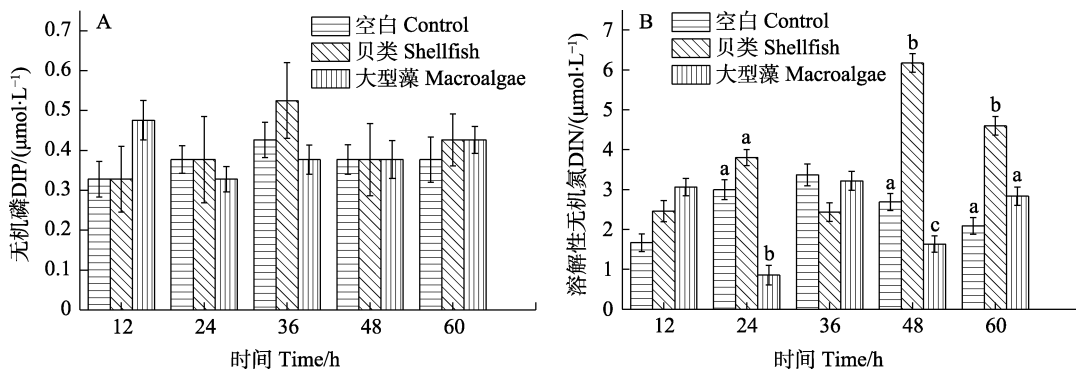 A
空白 Control
贝类 Shellfish
大型藻 Macroalgae
无机磷DIP/(μmol·L⁻¹)
0.7
0.6
0.5
0.4
0.3
0.2
0.1
0
12 24 36 48 60
时间 Time/h
B
空白 Control
贝类 Shellfish
大型藻 Macroalgae
溶解性无机氮DIN/(μmol·L⁻¹)
7
6
5
4
3
2
1
0
a a b
a b c
a b a
12 24 36 48 60
时间 Time/h